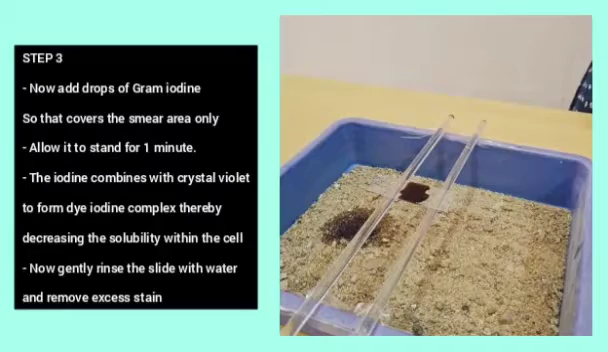 STEP 3
- Now add drops of Gram iodine
So that covers the smear area only
- Allow it to stand for 1 minute.
- The iodine combines with crystal violet
to form dye iodine complex thereby
decreasing the solubility within the cell
- Now gently rinse the slide with water
and remove excess stain